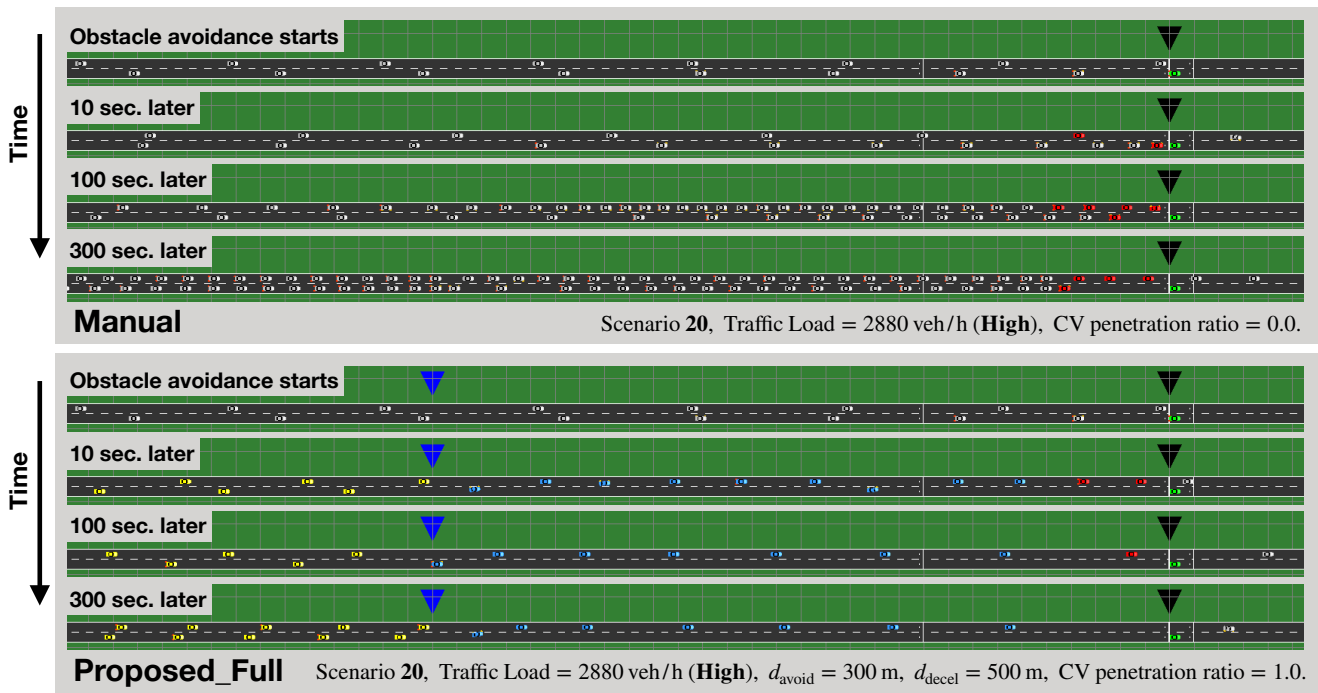 Time
Obstacle avoidance starts
10 sec. later
100 sec. later
300 sec. later
Manual
Scenario 20, Traffic Load = 2880 veh/h (High), CV penetration ratio = 0.0.
Time
Obstacle avoidance starts
10 sec. later
100 sec. later
300 sec. later
Proposed_Full
Scenario 20, Traffic Load = 2880 veh/h (High), d_avoid = 300 m, d_decel = 500 m, CV penetration ratio = 1.0.